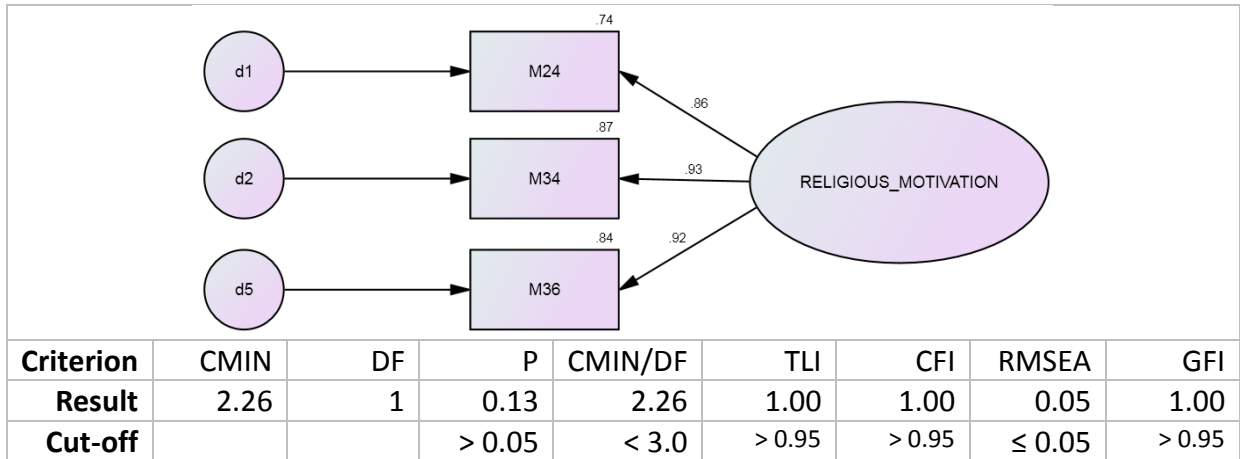 .74
d1
M24
.86
.87
d2
M34
.93
RELIGIOUS_MOTIVATION
.84
.92
d5
M36
Criterion CMIN DF P CMIN/DF TLI CFI RMSEA GFI
Result 2.26 1 0.13 2.26 1.00 1.00 0.05 1.00
Cut-off > 0.05 < 3.0 > 0.95 > 0.95 ≤ 0.05 > 0.95